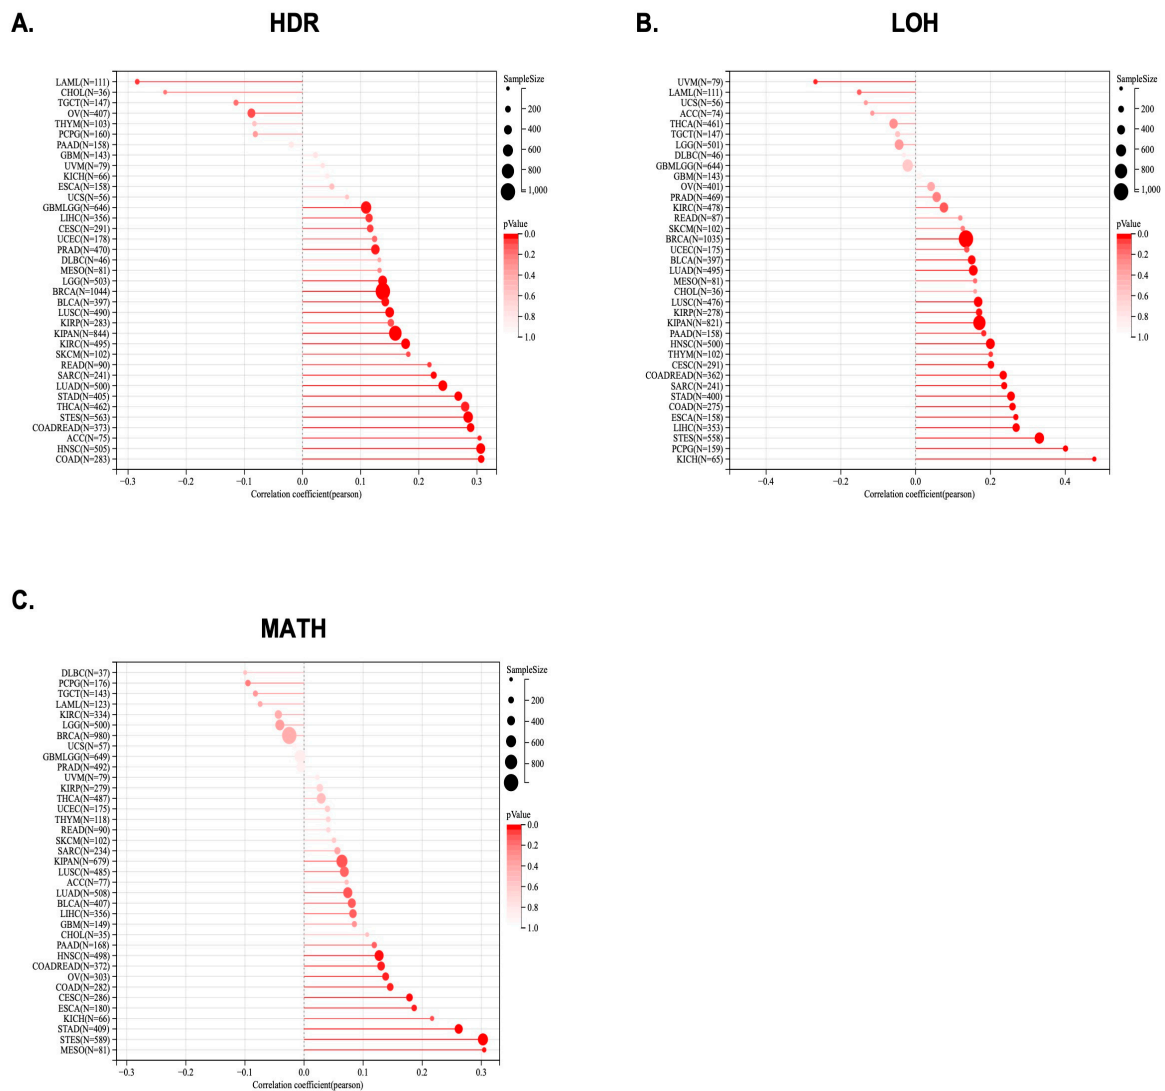 A.
HDR
LAML(N=111)
CHOL(N=36)
TGCT(N=147)
OV(N=407)
THYM(N=103)
PCPG(N=160)
PAAD(N=158)
GBM(N=143)
UVM(N=79)
KICH(N=66)
ESCA(N=158)
UCS(N=56)
GBMLGG(N=646)
LIHC(N=356)
CESC(N=291)
UCEC(N=178)
PRAD(N=470)
DLBC(N=46)
MESO(N=81)
LGG(N=503)
BRCA(N=1044)
BLCA(N=397)
LUSC(N=490)
KIRP(N=283)
KIPAN(N=844)
KIRC(N=495)
SKCM(N=102)
READ(N=90)
SARC(N=241)
LUAD(N=500)
STAD(N=405)
THCA(N=462)
STES(N=563)
COADREAD(N=373)
ACC(N=75)
HNSC(N=505)
COAD(N=283)
−0.3 −0.2 −0.1 0.0 0.1 0.2 0.3
Correlation coefficient(pearson)
SampleSize
200
400
600
800
1,000
pValue
0.0
0.2
0.4
0.6
0.8
1.0
B.
LOH
UVM(N=79)
LAML(N=111)
UCS(N=56)
ACC(N=74)
THCA(N=461)
TGCT(N=147)
LGG(N=501)
DLBC(N=46)
GBMLGG(N=644)
GBM(N=143)
OV(N=401)
PRAD(N=469)
KIRC(N=478)
READ(N=87)
SKCM(N=102)
BRCA(N=1035)
UCEC(N=175)
BLCA(N=397)
LUAD(N=495)
MESO(N=81)
CHOL(N=36)
LUSC(N=476)
KIRP(N=278)
KIPAN(N=821)
PAAD(N=158)
HNSC(N=500)
THYM(N=102)
CESC(N=291)
COADREAD(N=362)
SARC(N=241)
STAD(N=400)
COAD(N=275)
ESCA(N=158)
LIHC(N=353)
STES(N=558)
PCPG(N=159)
KICH(N=65)
−0.4 −0.2 0.0 0.2 0.4
Correlation coefficient(pearson)
SampleSize
200
400
600
800
1,000
pValue
0.0
0.2
0.4
0.6
0.8
1.0
C.
MATH
DLBC(N=37)
PCPG(N=176)
TGCT(N=143)
LAML(N=123)
KIRC(N=334)
LGG(N=500)
BRCA(N=980)
UCS(N=57)
GBMLGG(N=649)
PRAD(N=492)
UVM(N=79)
KIRP(N=279)
THCA(N=487)
UCEC(N=175)
THYM(N=118)
READ(N=90)
SKCM(N=102)
SARC(N=234)
KIPAN(N=679)
LUSC(N=485)
ACC(N=77)
LUAD(N=508)
BLCA(N=407)
LIHC(N=356)
GBM(N=149)
CHOL(N=35)
PAAD(N=168)
HNSC(N=498)
COADREAD(N=372)
OV(N=303)
COAD(N=282)
CESC(N=286)
ESCA(N=180)
KICH(N=66)
STAD(N=409)
STES(N=589)
MESO(N=81)
−0.3 −0.2 −0.1 0.0 0.1 0.2 0.3
Correlation coefficient(pearson)
SampleSize
200
400
600
800
pValue
0.0
0.2
0.4
0.6
0.8
1.0